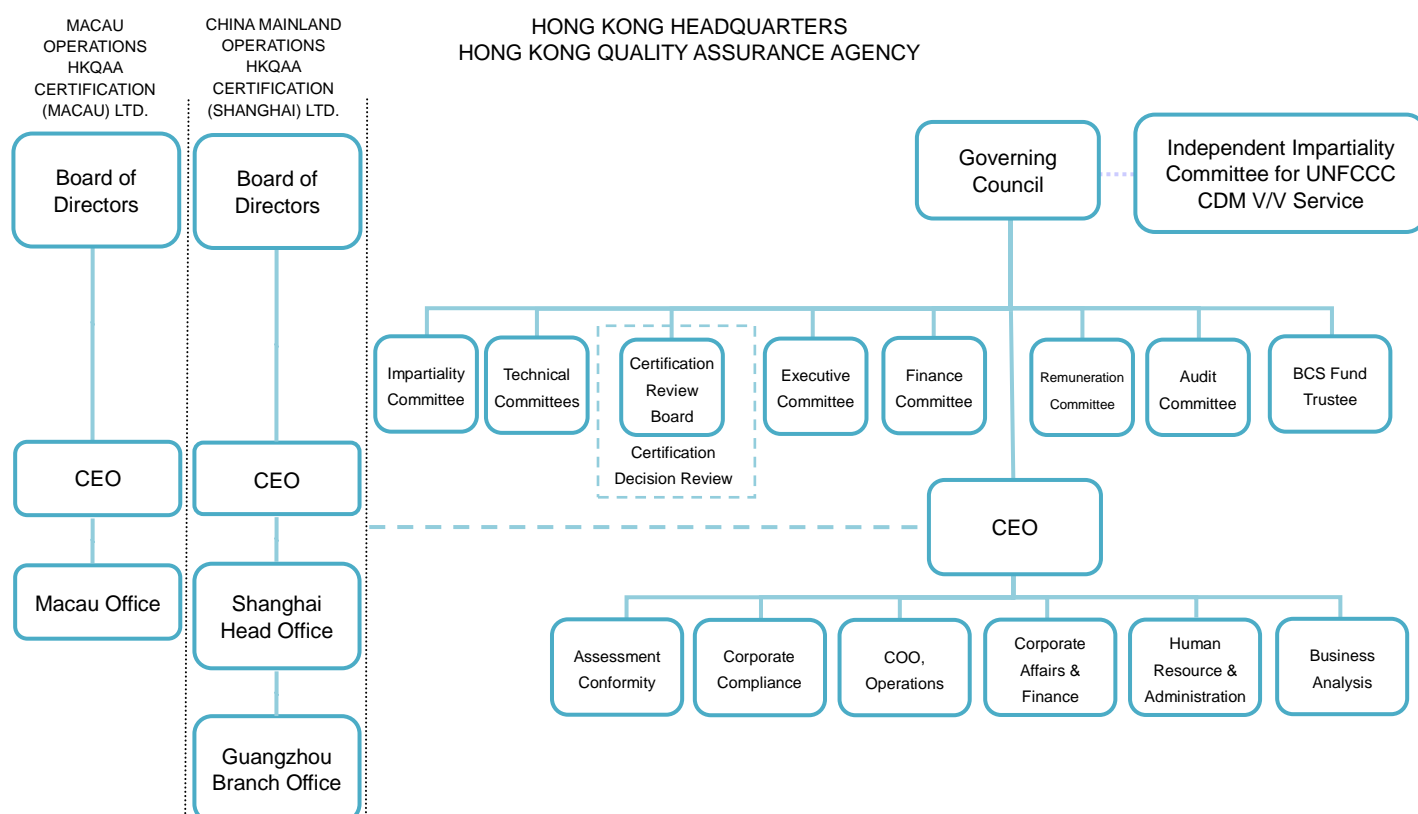 MACAU
OPERATIONS
HKQAA
CERTIFICATION
(MACAU) LTD.
CHINA MAINLAND
OPERATIONS
HKQAA
CERTIFICATION
(SHANGHAI) LTD.
HONG KONG HEADQUARTERS
HONG KONG QUALITY ASSURANCE AGENCY
Board of
Directors
Board of
Directors
Governing
Council
Independent Impartiality
Committee for UNFCCC
CDM V/V Service
Impartiality
Committee
Technical
Committees
Certification
Review
Board
Certification
Decision Review
Executive
Committee
Finance
Committee
Remuneration
Committee
Audit
Committee
BCS Fund
Trustee
CEO
CEO
CEO
Macau Office
Shanghai
Head Office
Guangzhou
Branch Office
Assessment
Conformity
Corporate
Compliance
COO,
Operations
Corporate
Affairs &
Finance
Human
Resource &
Administration
Business
Analysis